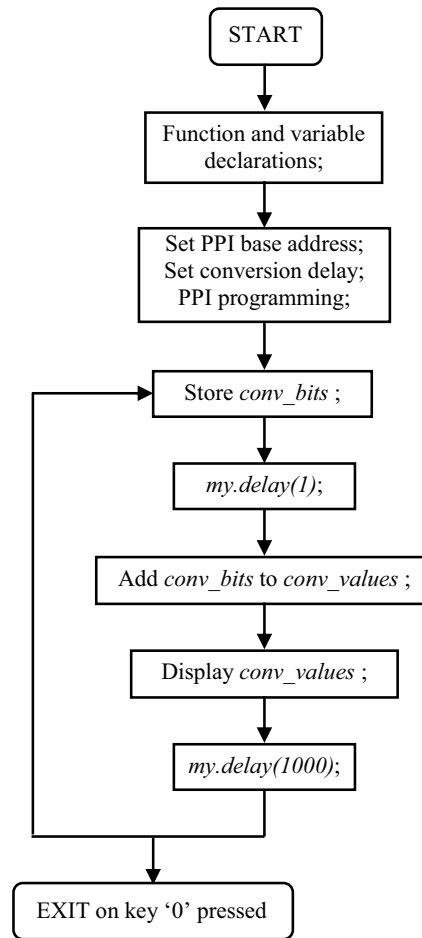 START
Function and variable
declarations;
Set PPI base address;
Set conversion delay;
PPI programming;
Store conv_bits ;
my.delay(1);
Add conv_bits to conv_values ;
Display conv_values ;
my.delay(1000);
EXIT on key ‘0’ pressed